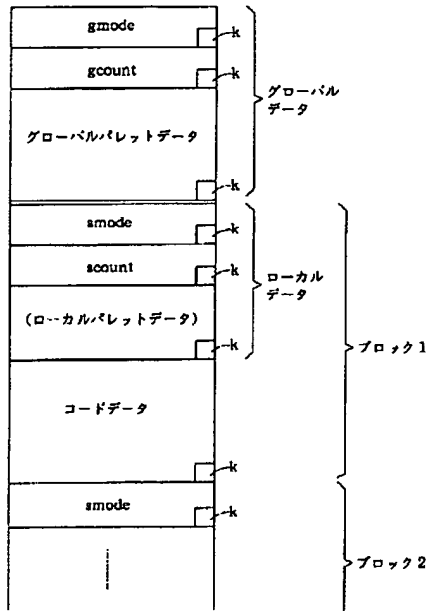 gmode
k
gcount
k
グローバルパレットデータ
k
グローバル
データ
smode
k
scount
k
(ローカルパレットデータ)
k
ローカル
データ
コードデータ
k
ブロック1
smode
k
ブロック2